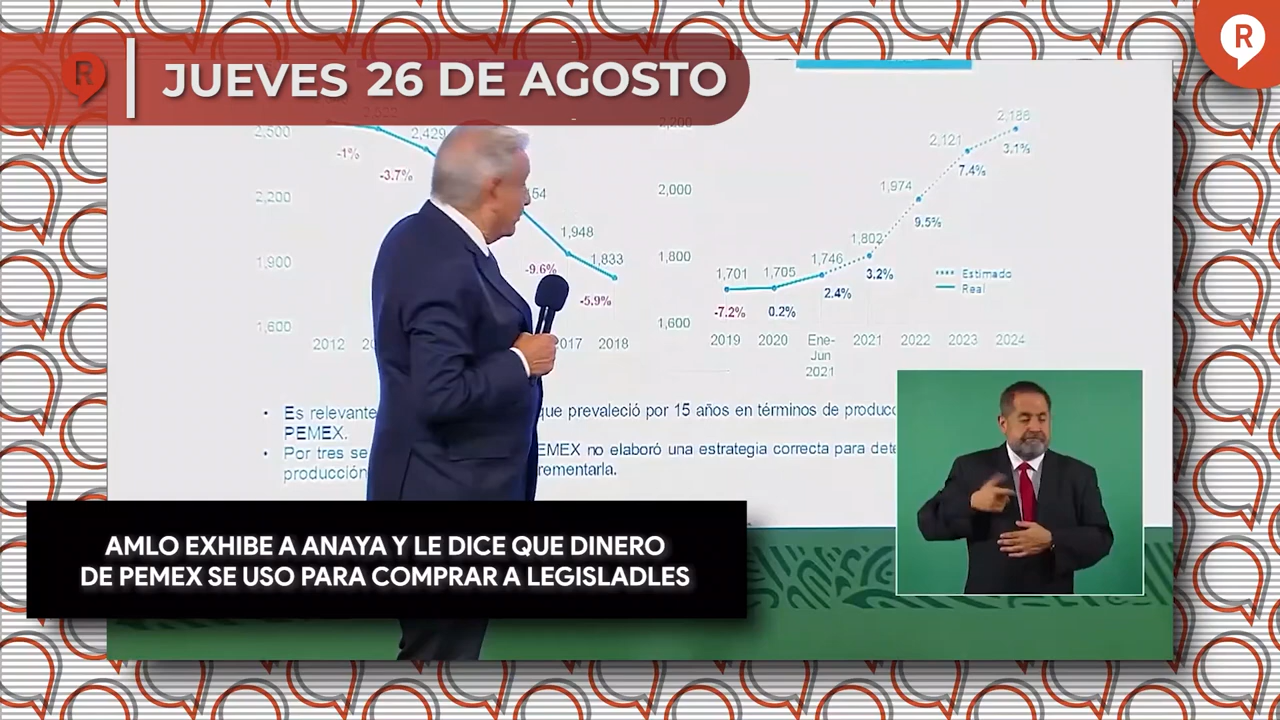 R
JUEVES 26 DE AGOSTO
R
2,500
2,429
-1%
-3.7%
2,200
54
1,948
1,900
1,833
-9.6%
-5.9%
1,600
2012
2018
2,200
2,186
2,121
3.1%
7.4%
2,000
1,974
9.5%
1,802
1,800
1,746
1,701 1,705
3.2%
2.4%
-7.2% 0.2%
1,600
Estimado
Real
2019 2020 Ene-Jun 2021 2021 2022 2023 2024
• Es relevante que prevaleció por 15 años en términos de produc
PEMEX.
• Por tres se EMEX no elaboró una estrategia correcta para dete
producción rementarla.
AMLO EXHIBE A ANAYA Y LE DICE QUE DINERO
DE PEMEX SE USO PARA COMPRAR A LEGISLADLES